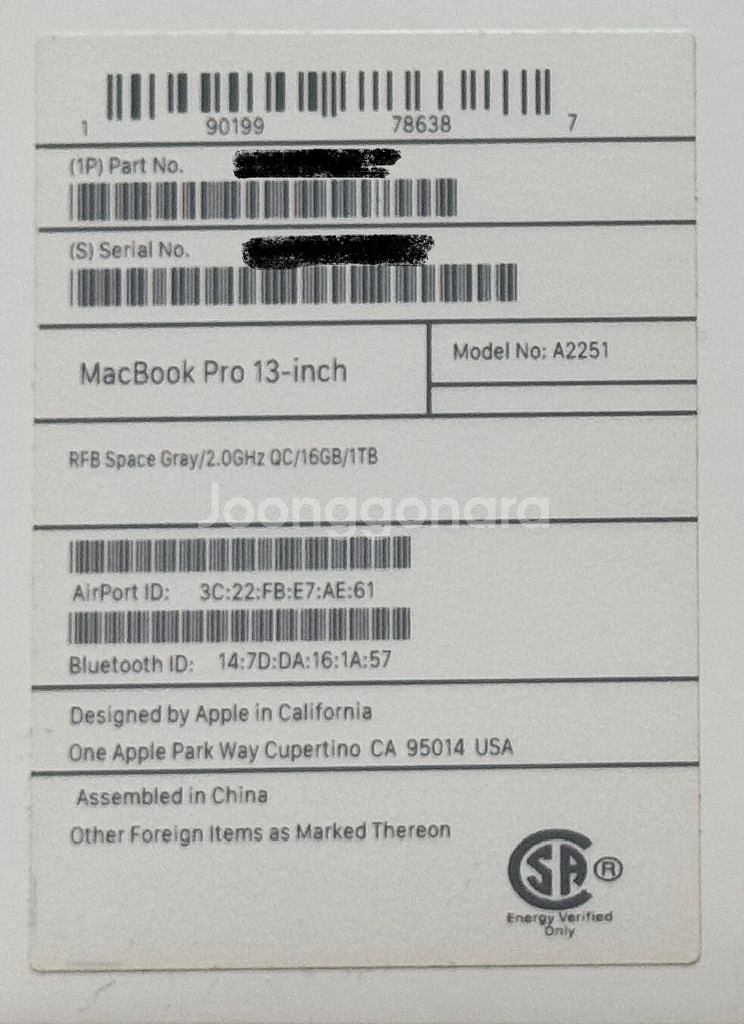 1 90199 78638 7
(1P) Part No.
(S) Serial No.
MacBook Pro 13-inch
Model No: A2251
RFB Space Gray/2.0GHz QC/16GB/1TB
Joonggonara
AirPort ID: 3C:22:FB:E7:AE:61
Bluetooth ID: 14:7D:DA:16:1A:57
Designed by Apple in California
One Apple Park Way Cupertino CA 95014 USA
Assembled in China
Other Foreign Items as Marked Thereon
SA ®
Energy Verified
Only